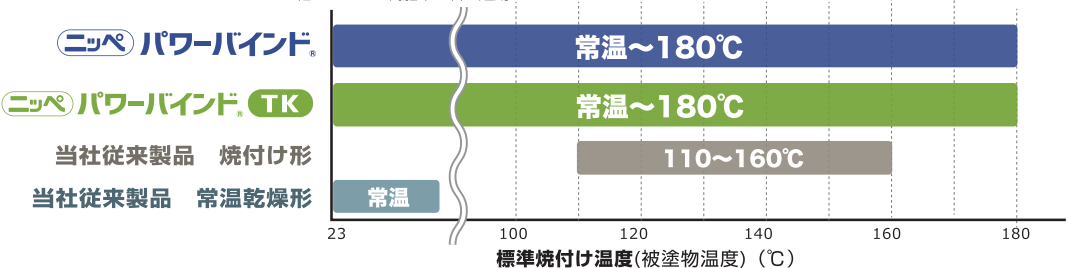 ニッペ パワーバインド® 常温～180℃
ニッペ パワーバインド® TK 常温～180℃
当社従来製品 焼付け形 110～160℃
当社従来製品 常温乾燥形 常温
23 100 120 140 160 180
標準焼付け温度(被塗物温度)（℃）